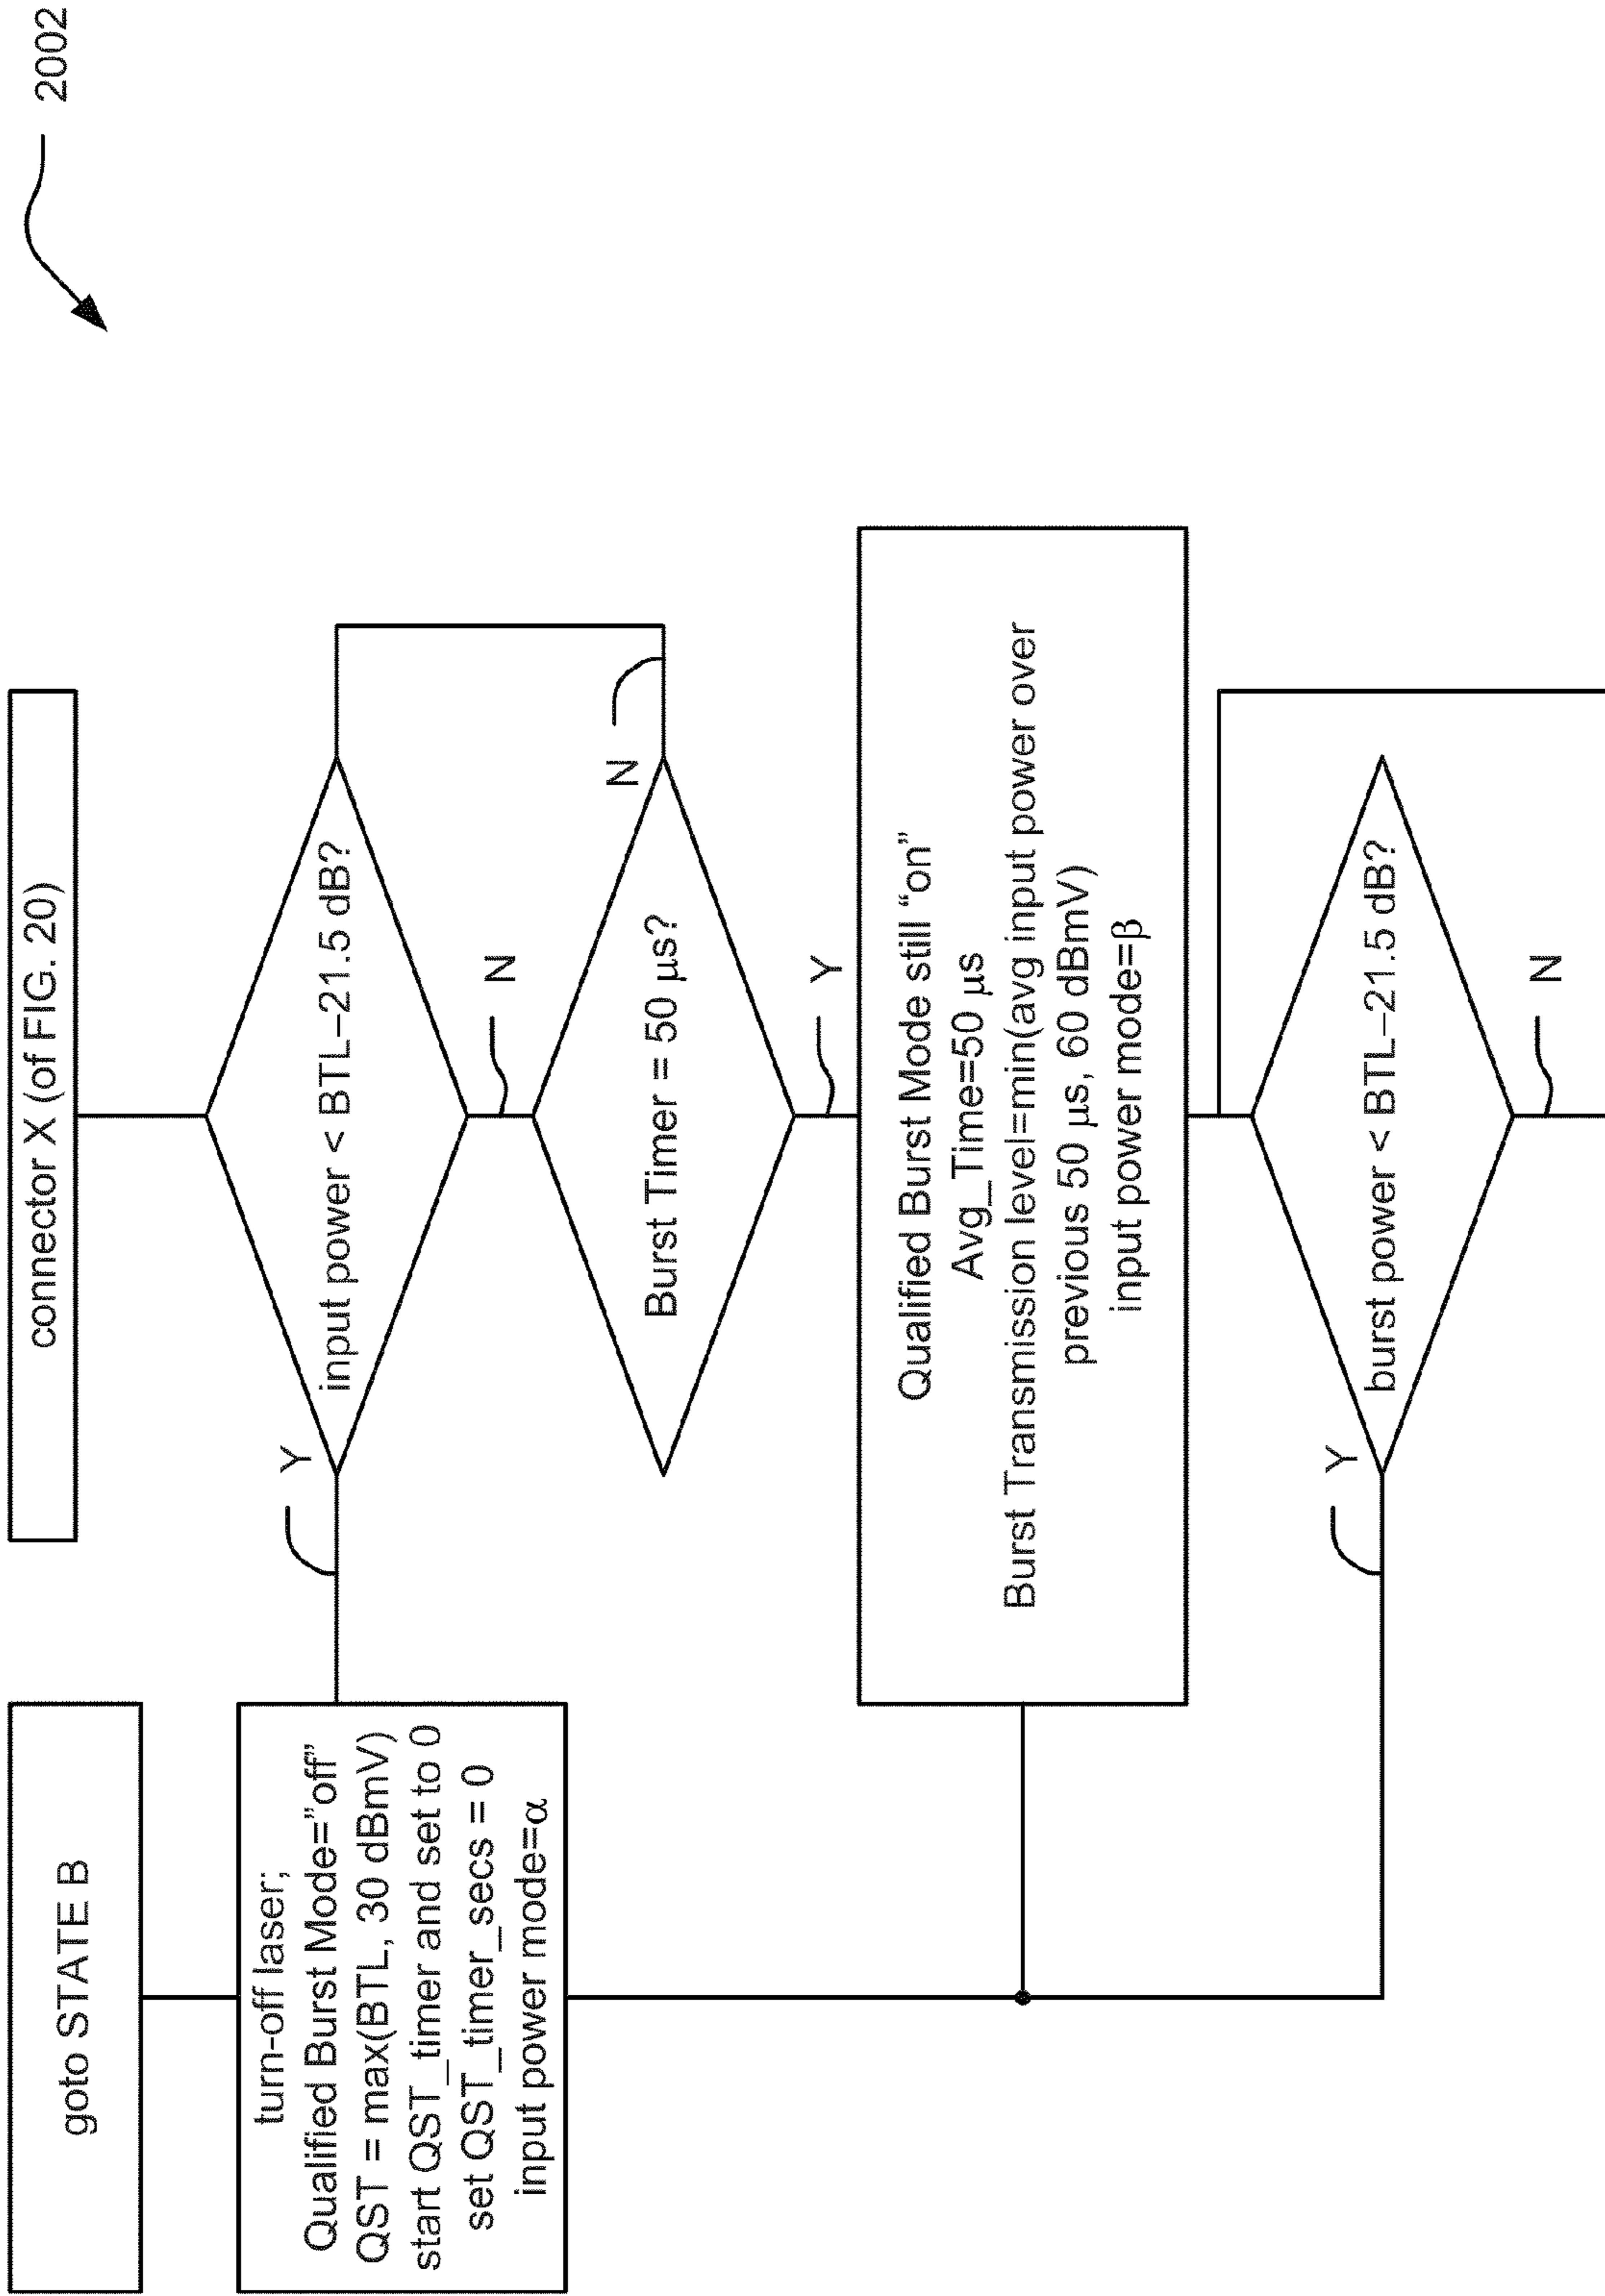 2002
connector X (of FIG. 20)
goto STATE B
input power < BTL–21.5 dB?
Y
N
turn-off laser;
Qualified Burst Mode="off"
QST = max(BTL, 30 dBmV)
start QST_timer and set to 0
set QST_timer_secs = 0
input power mode=α
Burst Timer = 50 μs?
N
Y
Qualified Burst Mode still “on”
Avg_Time=50 μs
Burst Transmission level=min(avg input power over
previous 50 μs, 60 dBmV)
input power mode=β
burst power < BTL–21.5 dB?
Y
N